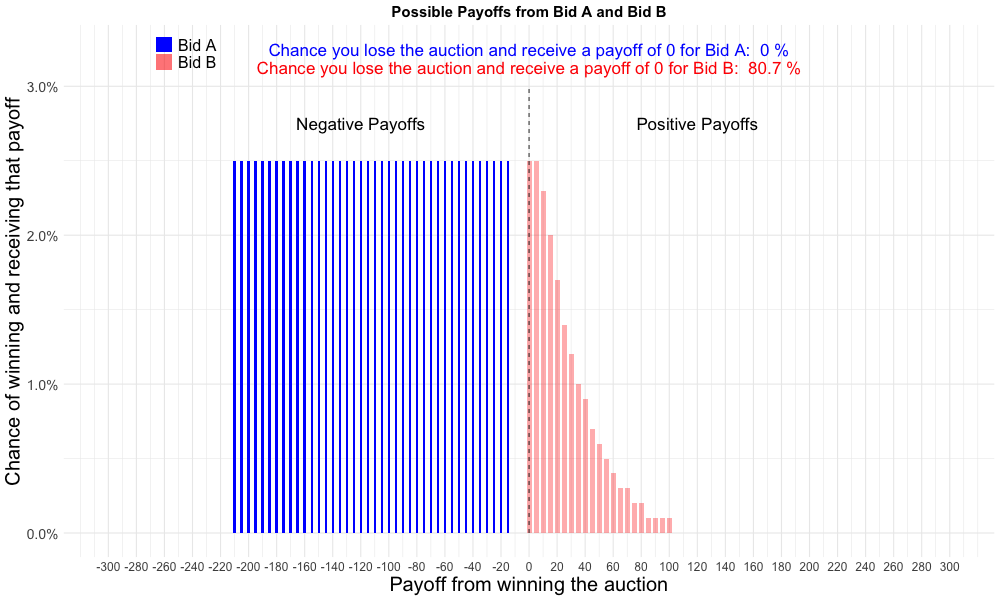 Possible Payoffs from Bid A and Bid B
Bid A
Bid B
Chance you lose the auction and receive a payoff of 0 for Bid A:  0 %
Chance you lose the auction and receive a payoff of 0 for Bid B:  80.7 %
Negative Payoffs
Positive Payoffs
Chance of winning and receiving that payoff
3.0%
2.0%
1.0%
0.0%
-300 -280 -260 -240 -220 -200 -180 -160 -140 -120 -100 -80 -60 -40 -20 0 20 40 60 80 100 120 140 160 180 200 220 240 260 280 300
Payoff from winning the auction